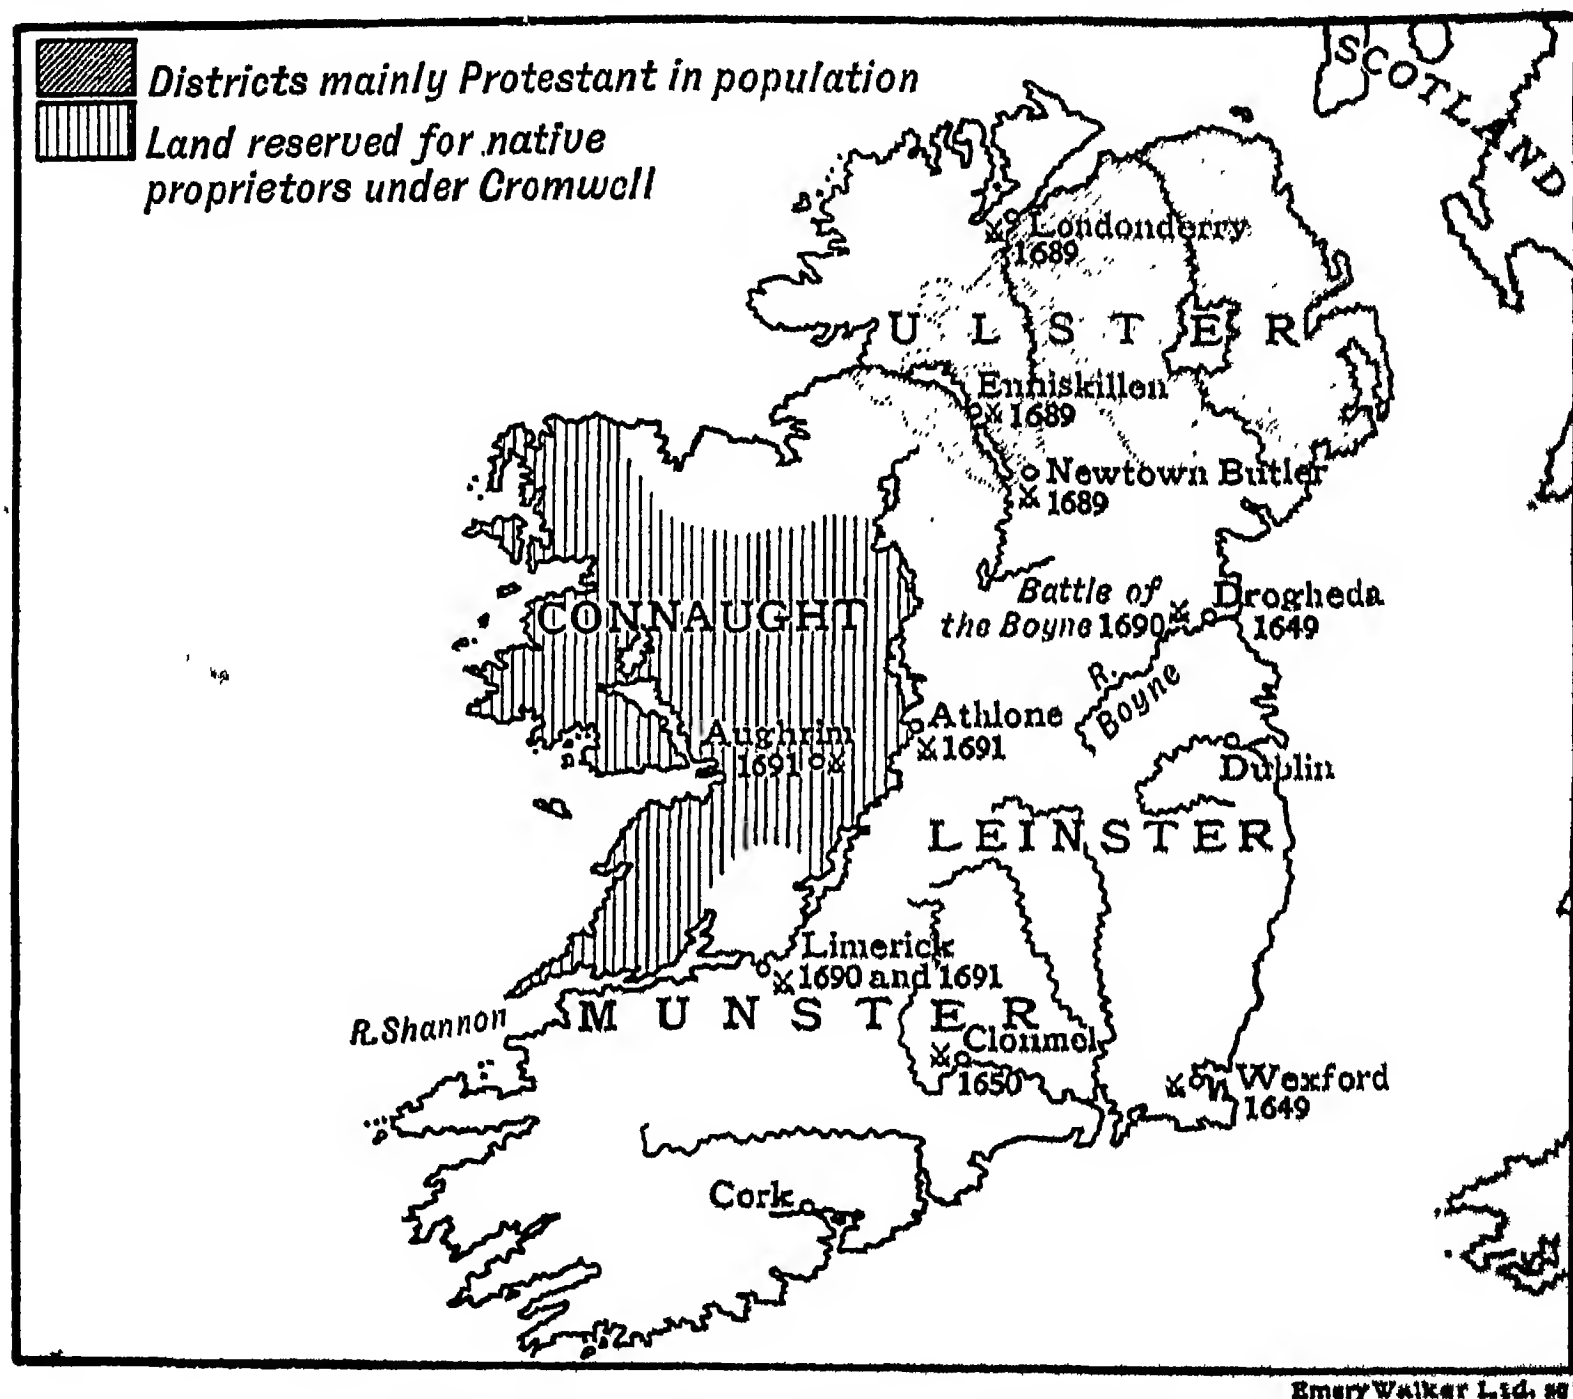 Districts mainly Protestant in population
Land reserved for native
proprietors under Cromwell
SCOTLAND
Londonderry
1689
ULSTER
Enniskillen
1689
Newtown Butler
1689
Battle of
the Boyne 1690
Drogheda
1649
CONNAUGHT
R. Boyne
Athlone
1691
Aughrim
1691
Dublin
LEINSTER
Limerick
1690 and 1691
R. Shannon
MUNSTER
Clonmel
1650
Wexford
1649
Cork
Emery Walker Ltd.